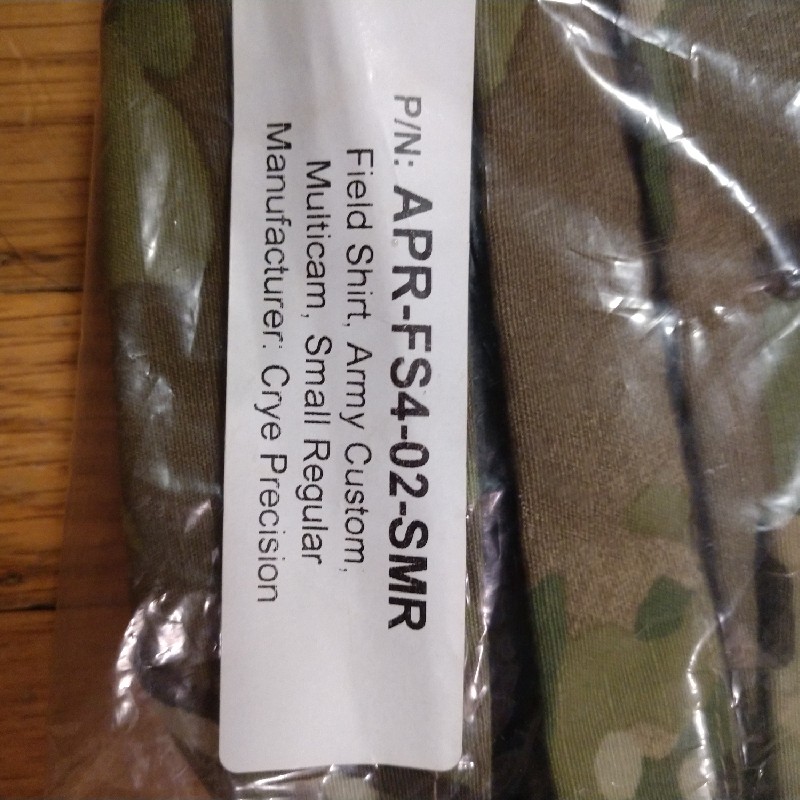 P/N: APR-FS4-02-SMR
Field Shirt, Army Custom,
Multicam, Small Regular
Manufacturer: Crye Precision